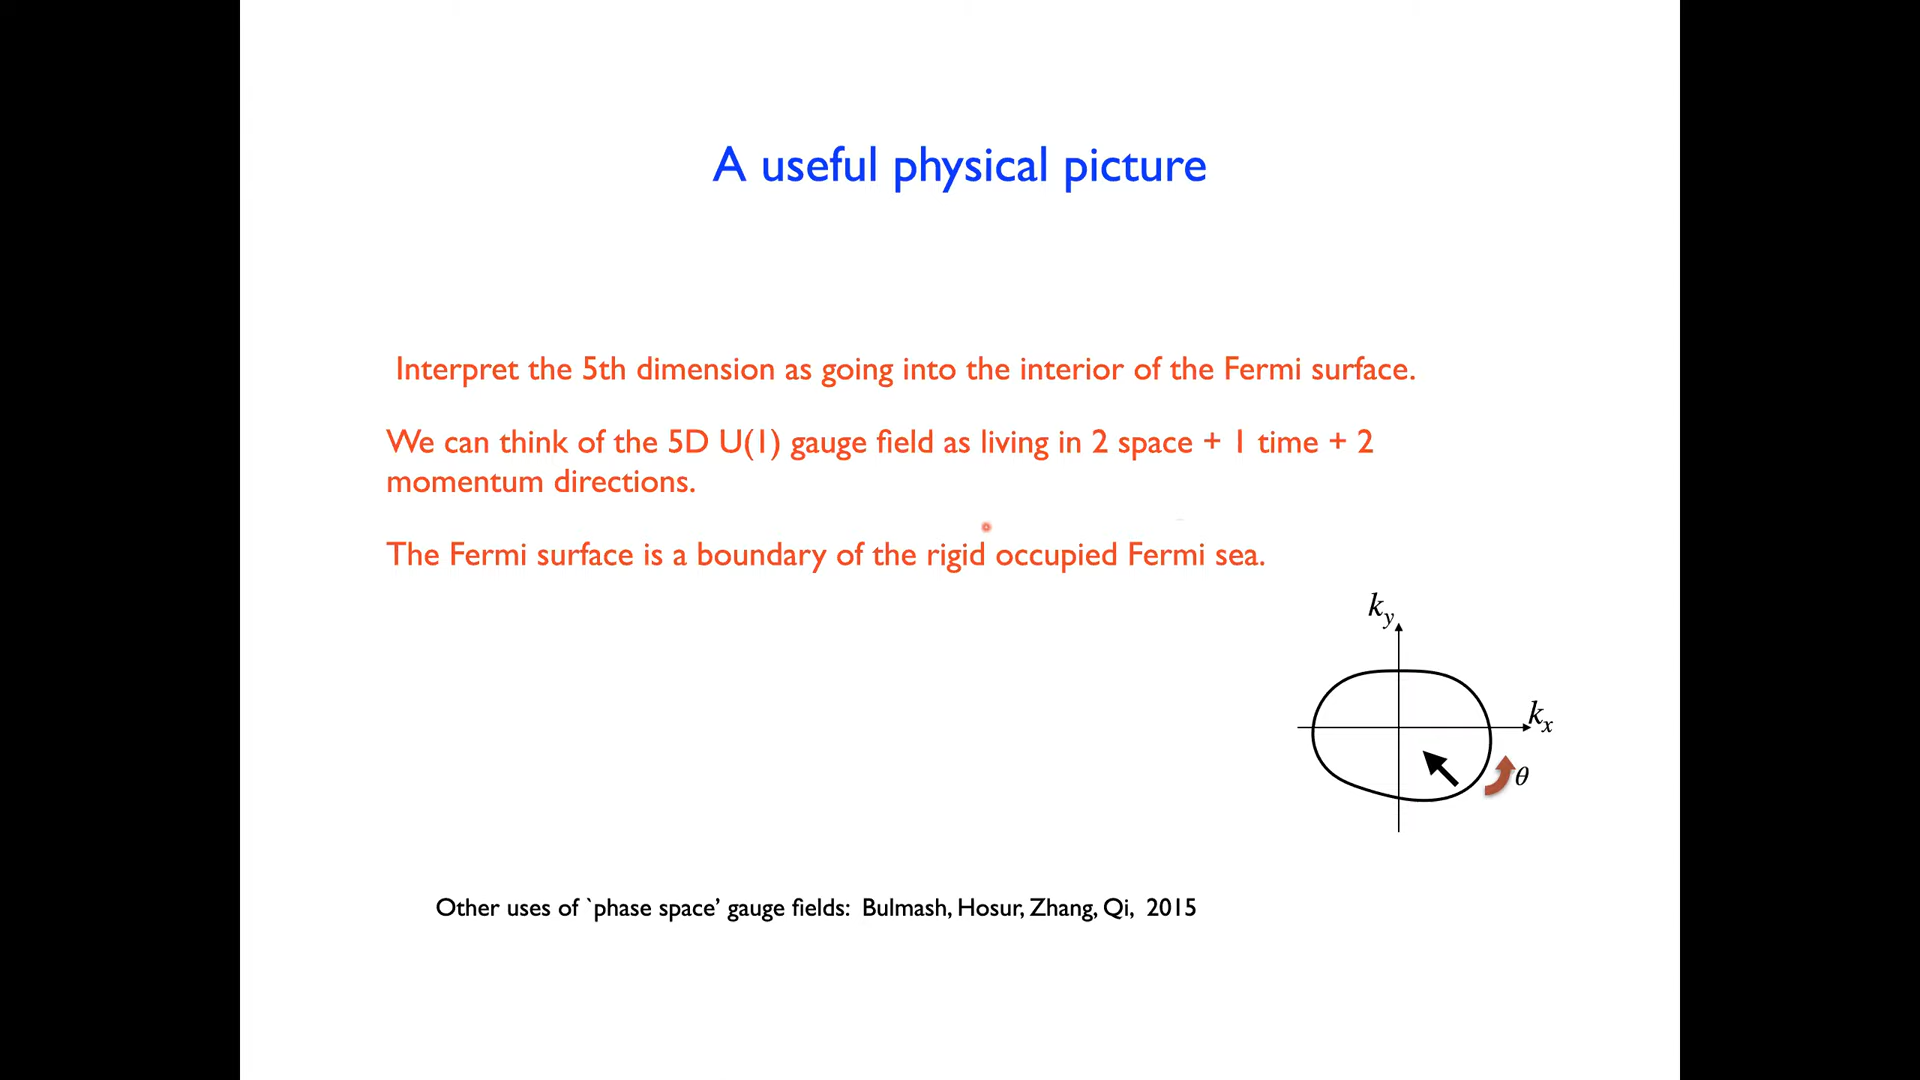 A useful physical picture
Interpret the 5th dimension as going into the interior of the Fermi surface.
We can think of the 5D U(1) gauge field as living in 2 space + 1 time + 2
momentum directions.
The Fermi surface is a boundary of the rigid occupied Fermi sea.
k_y
k_x
θ
Other uses of `phase space’ gauge fields: Bulmash, Hosur, Zhang, Qi, 2015